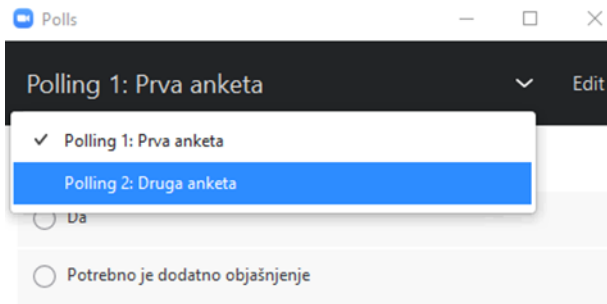 Polls
Polling 1: Prva anketa Edit
Polling 1: Prva anketa
Polling 2: Druga anketa
Da
Potrebno je dodatno objašnjenje